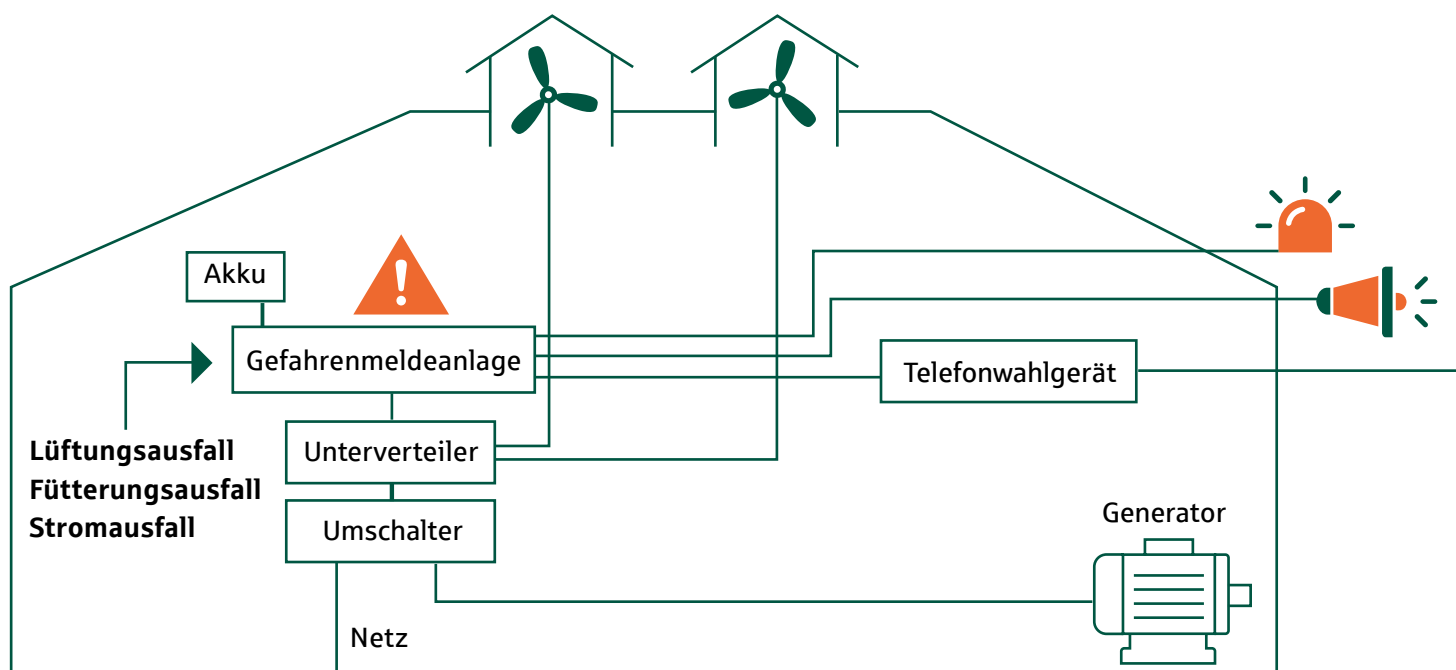 Akku
Gefahrenmeldeanlage
Telefonwahlgerät
Lüftungsausfall
Fütterungsausfall
Stromausfall
Unterverteiler
Umschalter
Generator
Netz